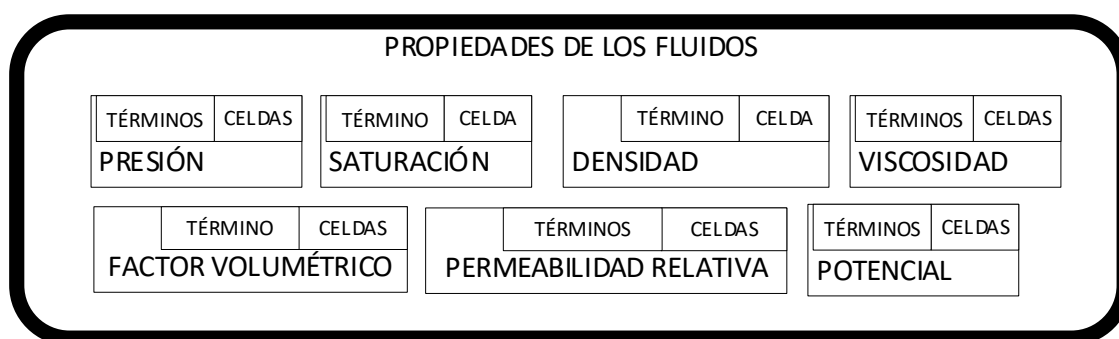 PROPIEDADES DE LOS FLUIDOS
TÉRMINOS CELDAS TÉRMINO CELDA TÉRMINO CELDA TÉRMINOS CELDAS
PRESIÓN SATURACIÓN DENSIDAD VISCOSIDAD
TÉRMINO CELDAS TÉRMINOS CELDAS TÉRMINOS CELDAS
FACTOR VOLUMÉTRICO PERMEABILIDAD RELATIVA POTENCIAL